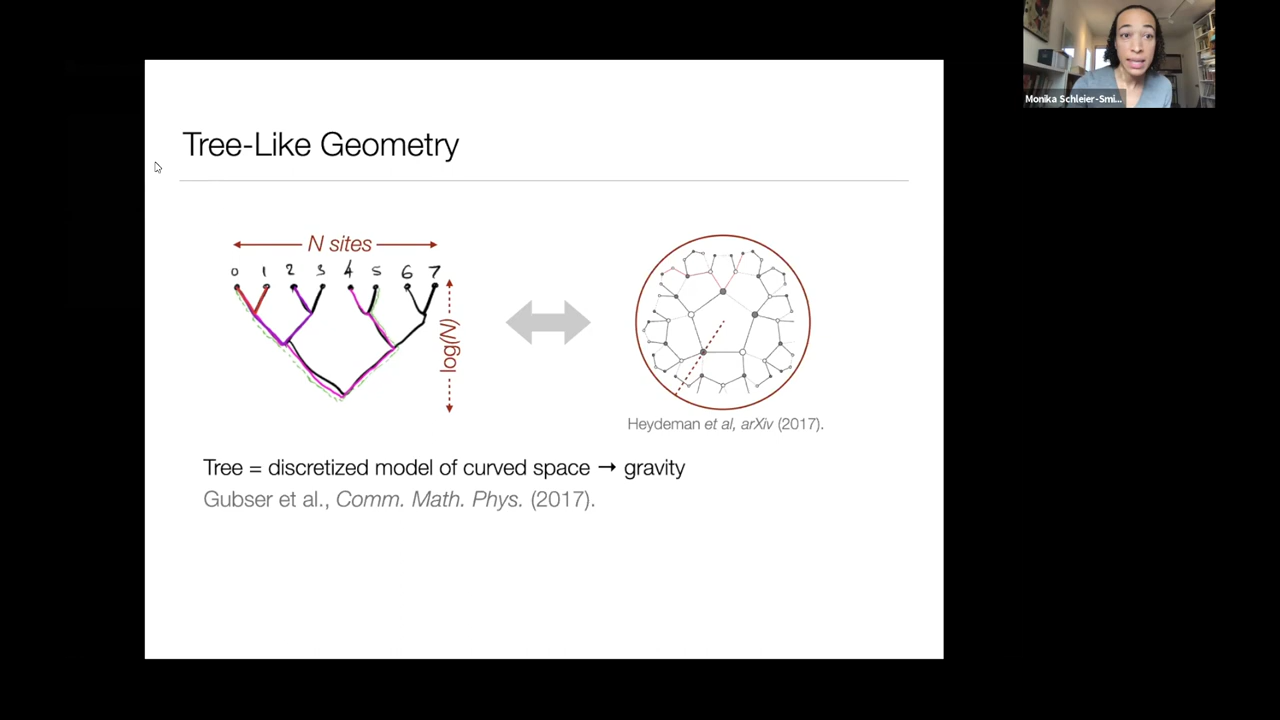 Monika Schleier-Smi...
Tree-Like Geometry
N sites
0 1 2 3 4 5 6 7
log(N)
Heydeman et al, arXiv (2017).
Tree = discretized model of curved space → gravity
Gubser et al., Comm. Math. Phys. (2017).